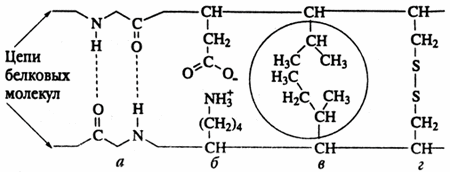 CH CH CH
N CH₂ CH CH₂
H O H₃C CH₃
Цепи
белковых
молекул
C
O O– H₃C S
H₂C CH₃ S
NH₃⁺
O H CH
(CH₂)₄ CH₂
N
а CH б CH в CH г